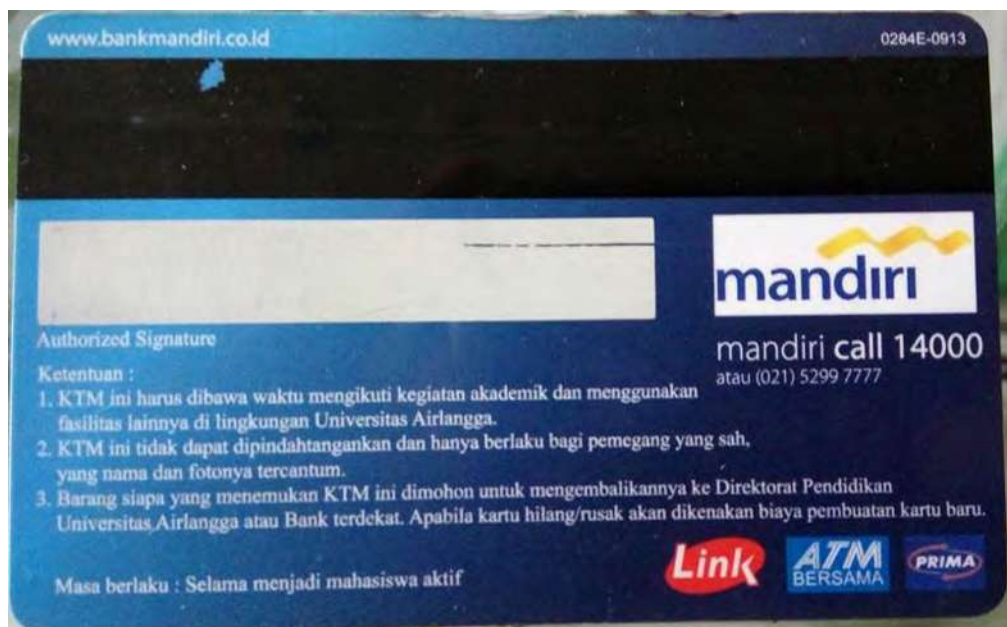 www.bankmandiri.co.id
0284E-0913
mandiri
Authorized Signature
mandiri call 14000
atau (021) 5299 7777
Ketentuan :
1. KTM ini harus dibawa waktu mengikuti kegiatan akademik dan menggunakan
fasilitas lainnya di lingkungan Universitas Airlangga.
2. KTM ini tidak dapat dipindahtangankan dan hanya berlaku bagi pemegang yang sah,
yang nama dan fotonya tercantum.
3. Barang siapa yang menemukan KTM ini dimohon untuk mengembalikannya ke Direktorat Pendidikan
Universitas Airlangga atau Bank terdekat. Apabila kartu hilang/rusak akan dikenakan biaya pembuatan kartu baru.
Masa berlaku : Selama menjadi mahasiswa aktif
Link
ATM
BERSAMA
PRIMA